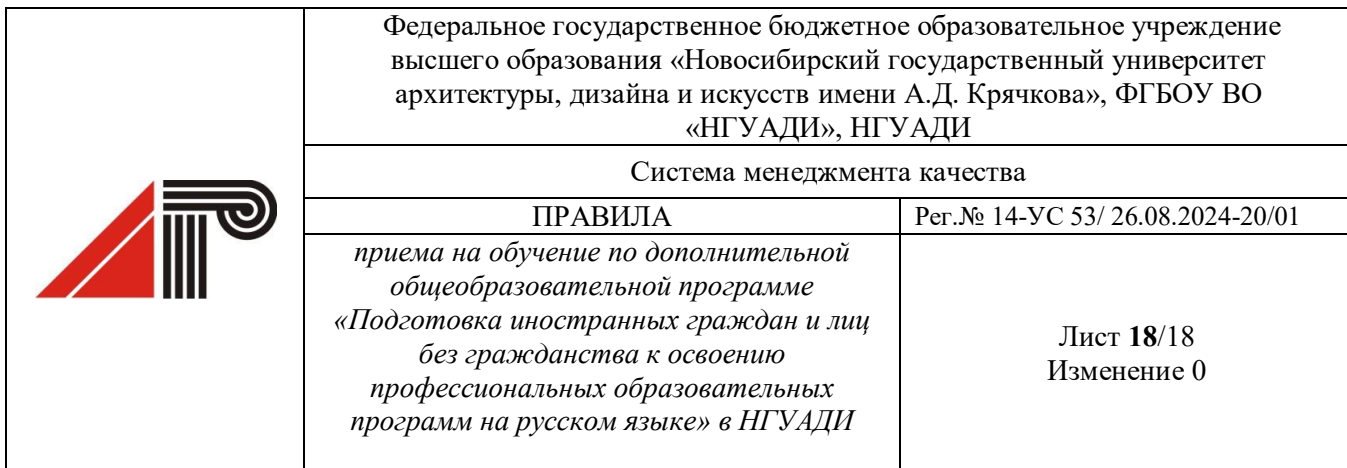 Федеральное государственное бюджетное образовательное учреждение
высшего образования «Новосибирский государственный университет
архитектуры, дизайна и искусств имени А.Д. Крячкова», ФГБОУ ВО
«НГУАДИ», НГУАДИ
Система менеджмента качества
ПРАВИЛА
Рег.№ 14-УС 53/ 26.08.2024-20/01
приема на обучение по дополнительной
общеобразовательной программе
«Подготовка иностранных граждан и лиц
без гражданства к освоению
профессиональных образовательных
программ на русском языке» в НГУАДИ
Лист 18/18
Изменение 0